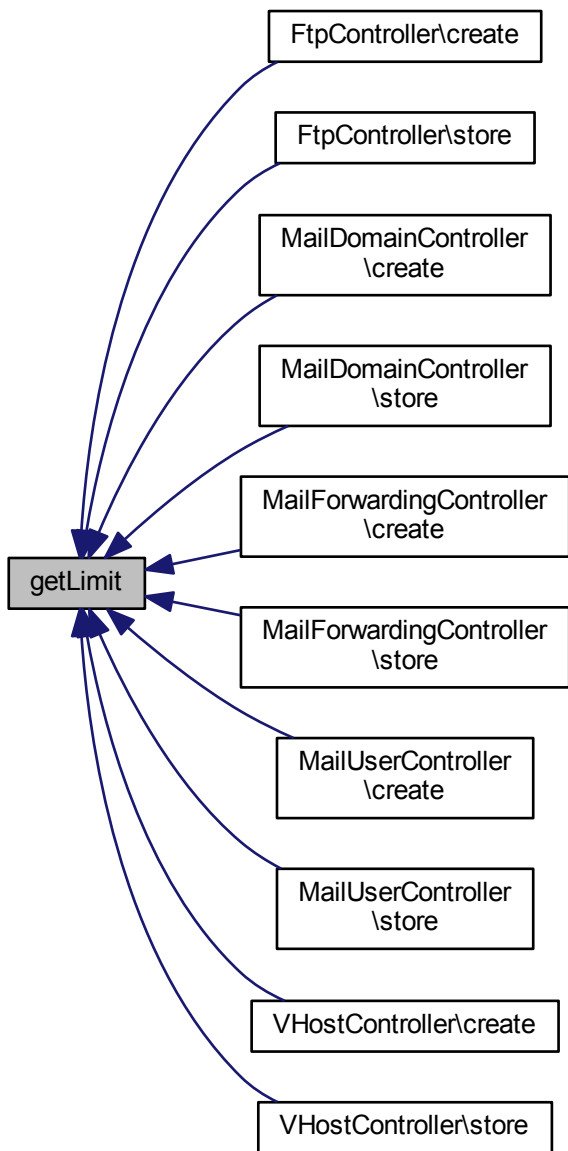 FtpController\create
FtpController\store
MailDomainController
\create
MailDomainController
\store
MailForwardingController
\create
getLimit
MailForwardingController
\store
MailUserController
\create
MailUserController
\store
VHostController\create
VHostController\store